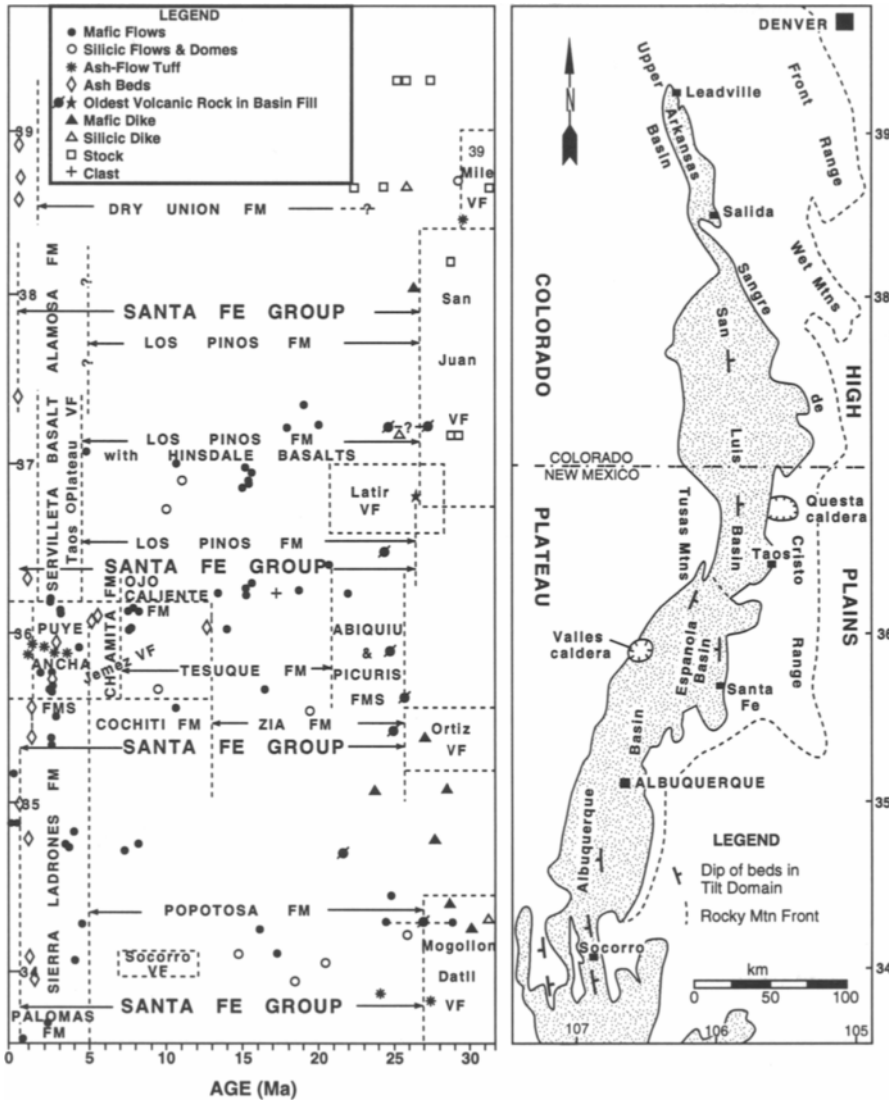 LEGEND
Mafic Flows
Silicic Flows & Domes
Ash-Flow Tuff
Ash Beds
Oldest Volcanic Rock in Basin Fill
Mafic Dike
Silicic Dike
Stock
Clast
39
39
Mile
VF
DRY UNION FM
?
38
ALAMOSA FM
?
San
SANTA FE GROUP
LOS PINOS FM
?
Juan
SERVILLETA BASALT
Taos Plateau VF
?
VF
LOS PINOS FM
37
with HINSDALE BASALTS
Latir
VF
LOS PINOS FM
SANTA FE GROUP
OJO
CALIENTE
FM
CHAMITA FM
PUYE
36
ANCHA
FMS
Jemez VF
TESUQUE FM
ABIQUIU
&
PICURIS
FMS
COCHITI FM
ZIA FM
Ortiz
VF
SANTA FE GROUP
35
SIERRA LADRONES FM
POPOTOSA FM
Mogollon
Datil
VF
Socorro
VF
34
SANTA FE GROUP
PALOMAS
FM
0 5 10 15 20 25 30
AGE (Ma)
DENVER
N
Upper
Arkansas
Basin
Leadville
Front
Range
39
Salida
Wet Mtns
Sangre
de
Cristo
Range
38
COLORADO
PLATEAU
HIGH
PLAINS
San
Luis
Basin
COLORADO
NEW MEXICO
37
Tusas Mtns
Questa
caldera
Taos
36
Valles
caldera
Espanola
Basin
Santa
Fe
Albuquerque
Basin
ALBUQUERQUE
35
LEGEND
Dip of beds in
Tilt Domain
Rocky Mtn Front
Socorro
km
0 50 100
34
107 106 105